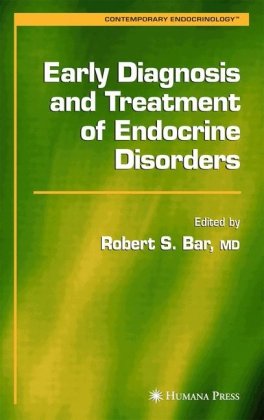 CONTEMPORARY ENDOCRINOLOGY™
Early Diagnosis
and Treatment
of Endocrine
Disorders
Edited by
Robert S. Bar, MD
HUMANA PRESS